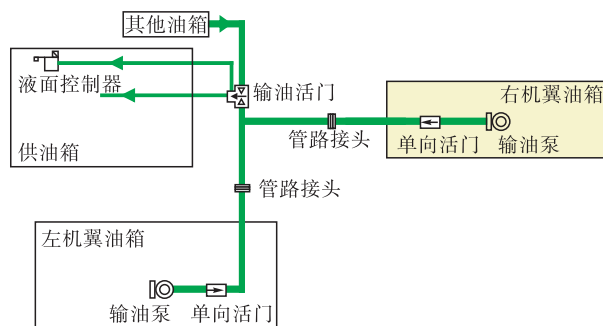 其他油箱
液面控制器
输油活门
右机翼油箱
管路接头
单向活门
输油泵
供油箱
管路接头
左机翼油箱
输油泵
单向活门